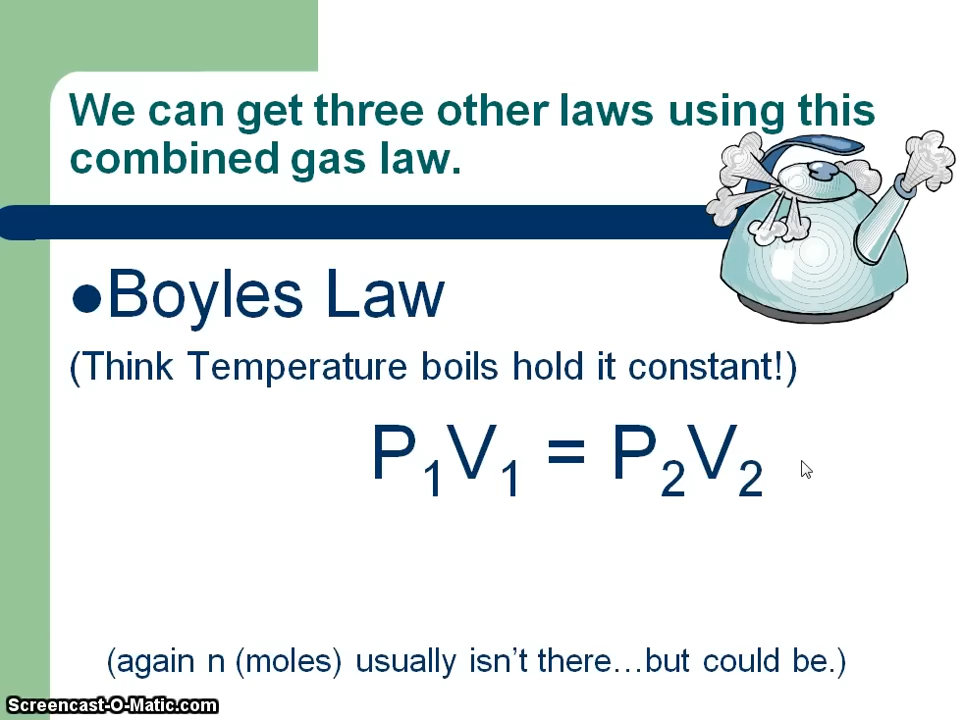 We can get three other laws using this
combined gas law.
●Boyles Law
(Think Temperature boils hold it constant!)
P₁V₁ = P₂V₂
(again n (moles) usually isn't there…but could be.)
Screencast-O-Matic.com